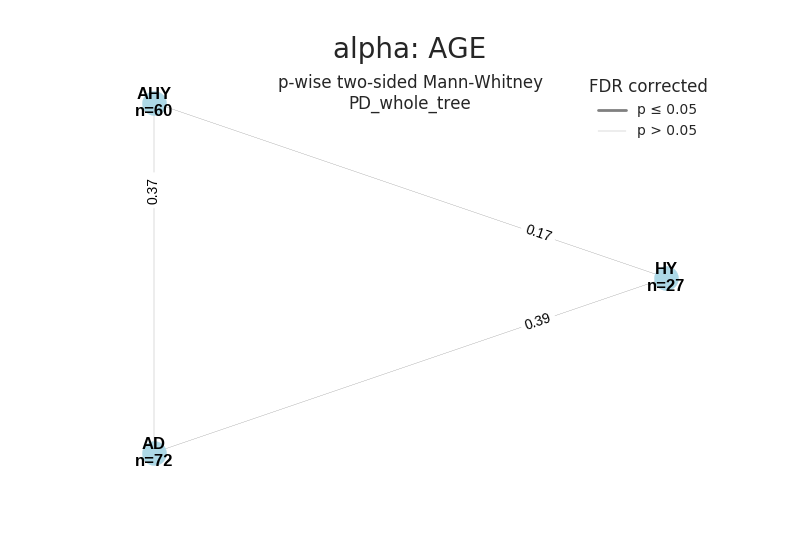 alpha: AGE
p-wise two-sided Mann-Whitney
PD_whole_tree
FDR corrected
p ≤ 0.05
p > 0.05
AHY
n=60
0.37
0.17
HY
n=27
0.39
AD
n=72